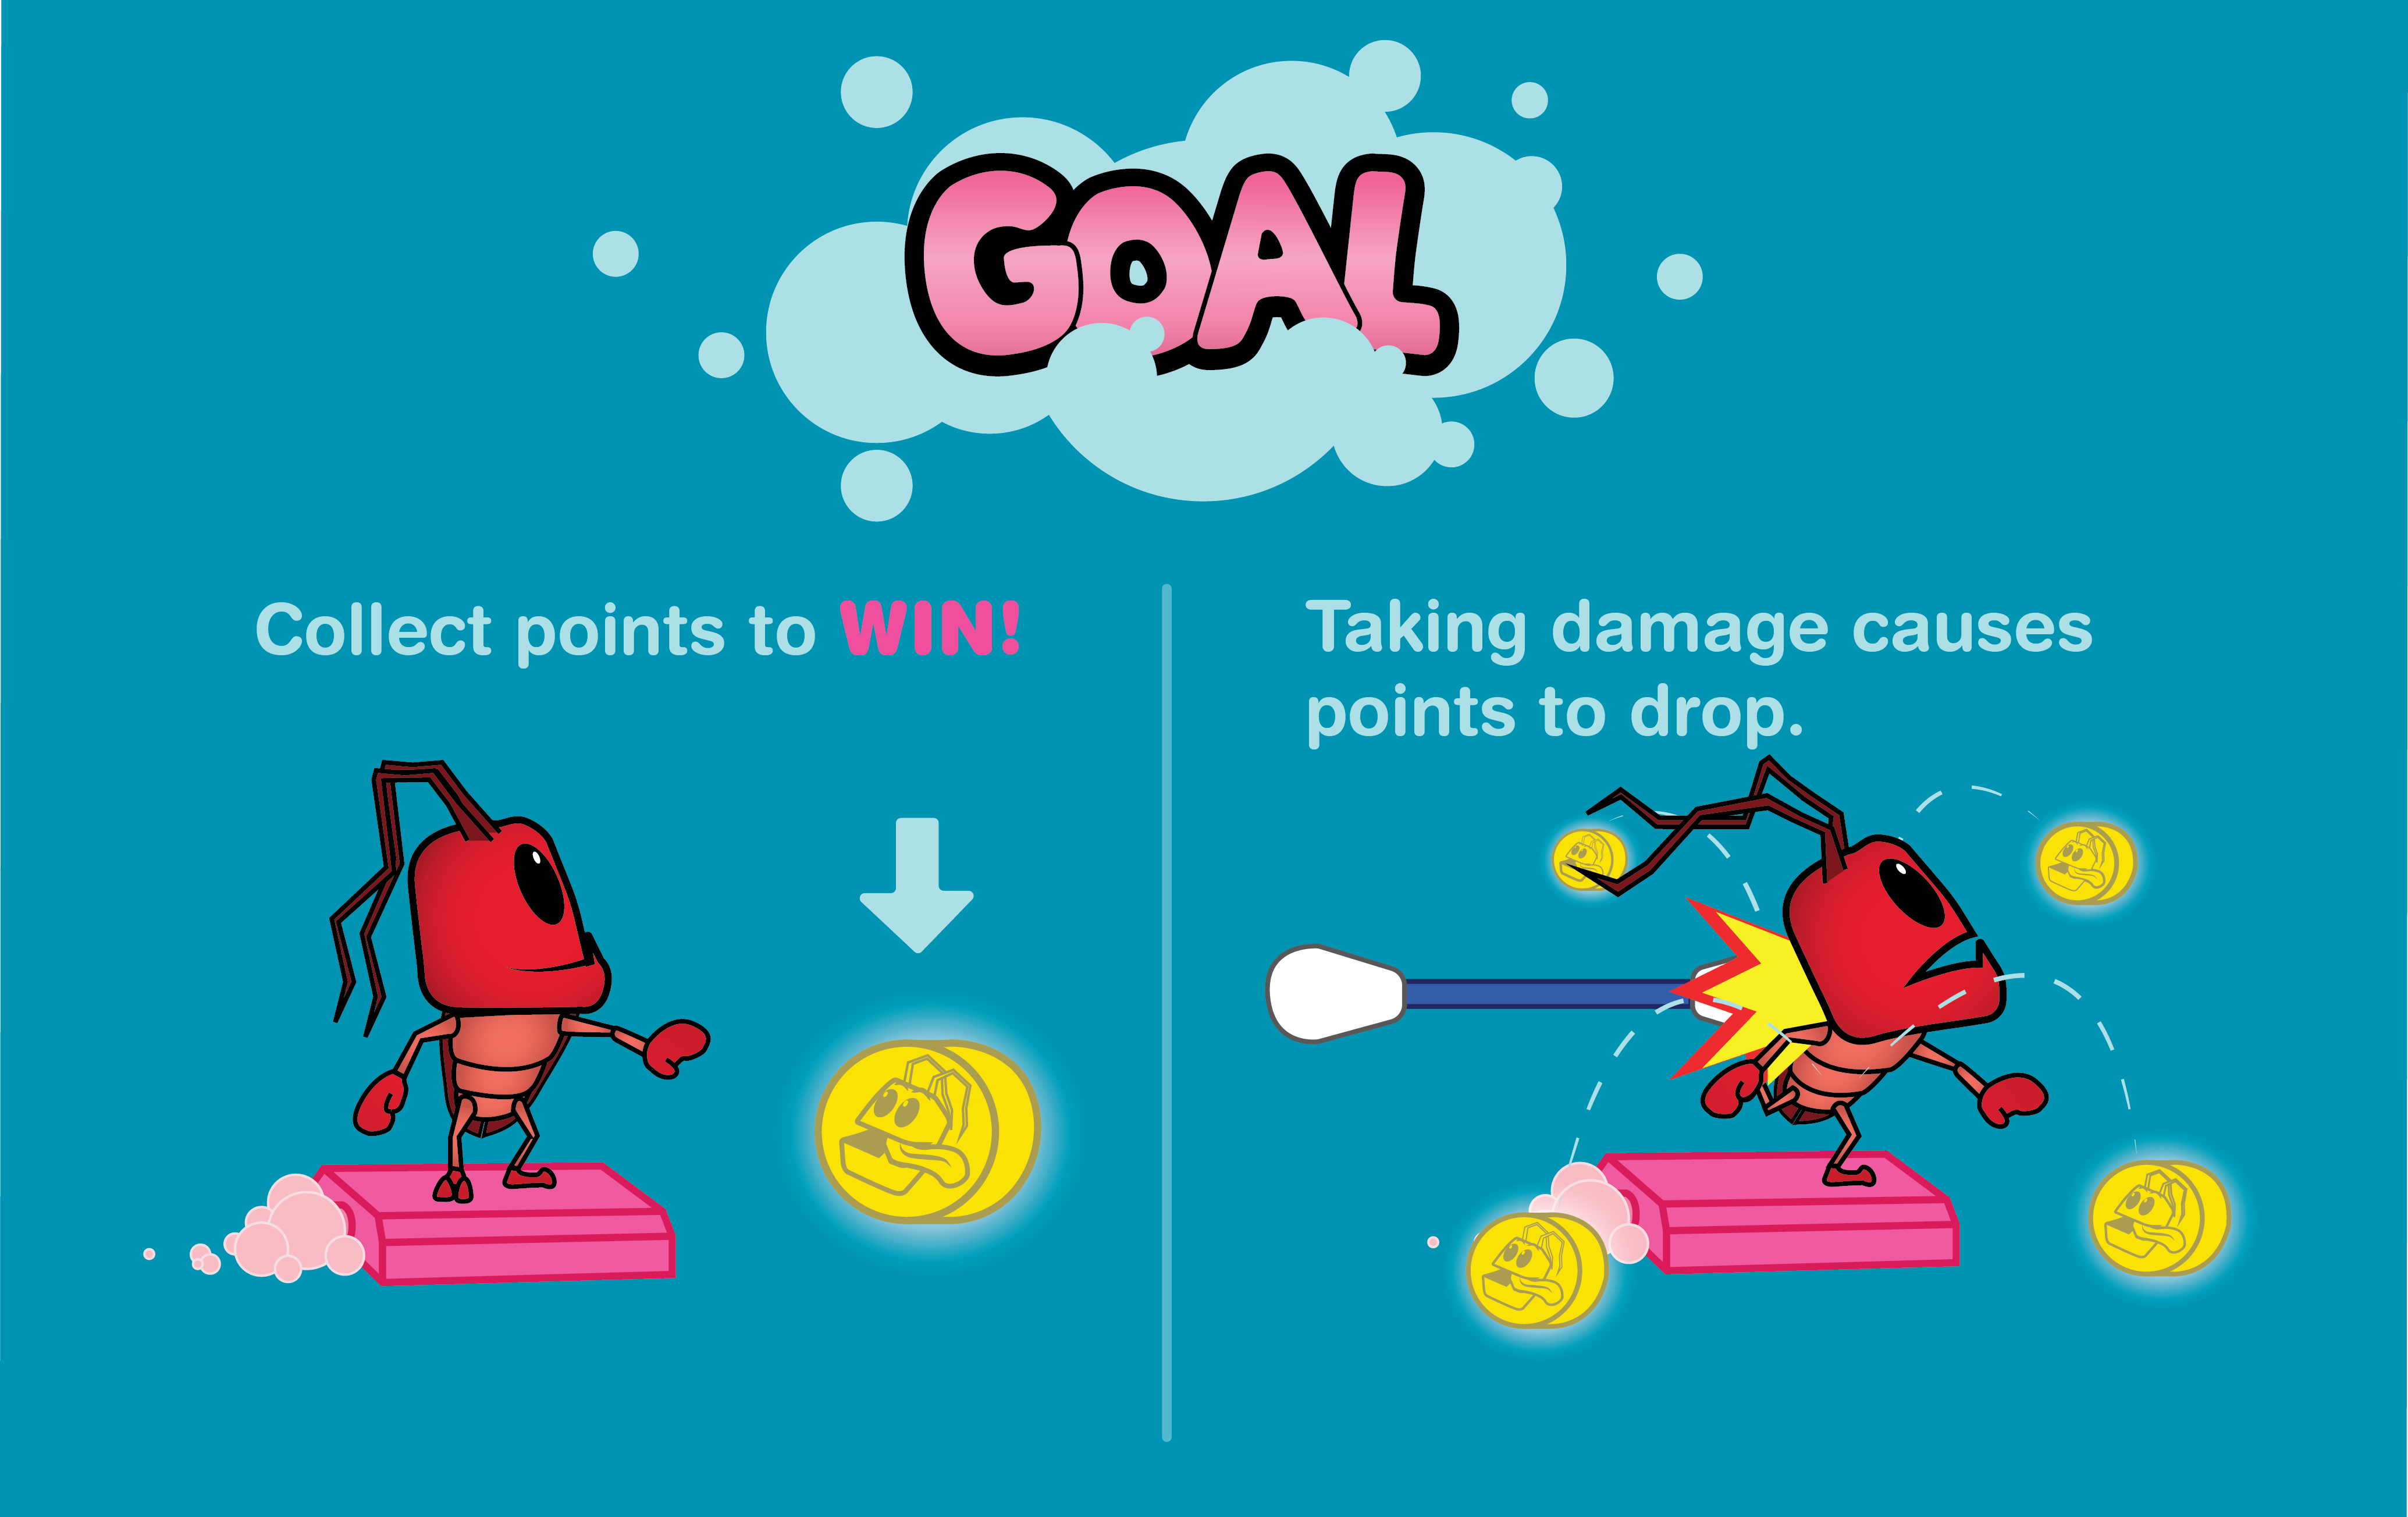 GOAL
Collect points to WIN!
Taking damage causes
points to drop.